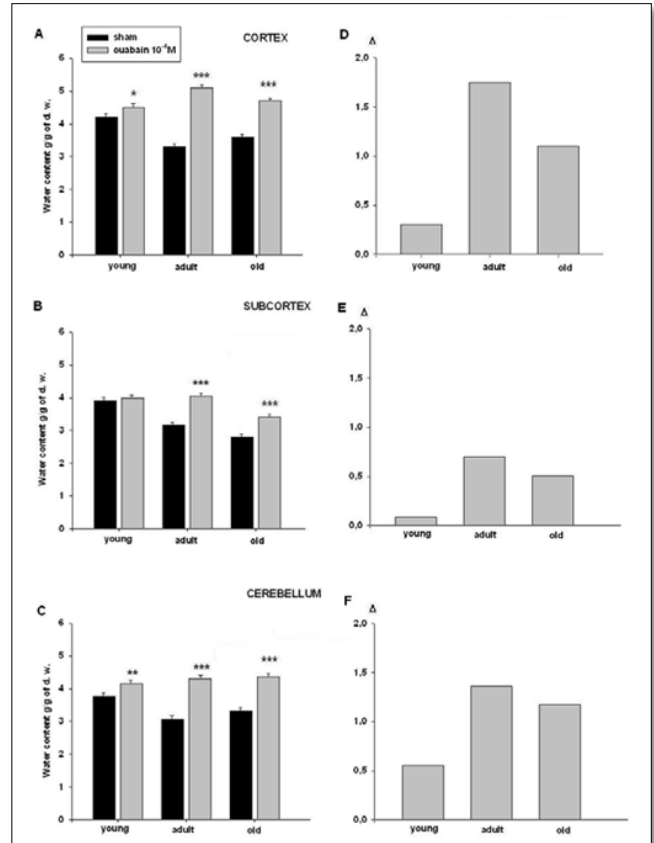 A
CORTEX
sham
ouabain 10⁻⁴M
Water content g/g of d. w.
6
5
4
3
2
1
0
* *** ***
young adult old
D
Δ
2,0
1,5
1,0
0,5
0,0
young adult old
B
SUBCORTEX
Water content g/g of d. w.
6
5
4
3
2
1
0
*** ***
young adult old
E
Δ
2,0
1,5
1,0
0,5
0,0
young adult old
C
CEREBELLUM
Water content g/g of d. w.
6
5
4
3
2
1
0
** *** ***
young adult old
F
Δ
2,0
1,5
1,0
0,5
0,0
young adult old